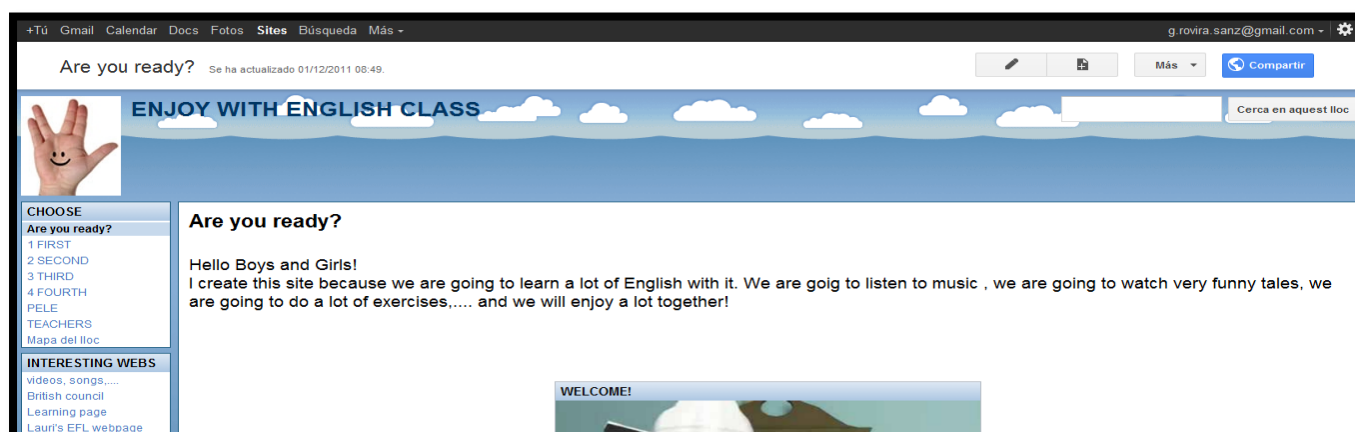 +Tú Gmail Calendar Docs Fotos Sites Búsqueda Más
g.rovira.sanz@gmail.com
Are you ready? Se ha actualizado 01/12/2011 08:49.
Más
Compartir
ENJOY WITH ENGLISH CLASS
Cerca en aquest lloc
CHOOSE
Are you ready?
1 FIRST
2 SECOND
3 THIRD
4 FOURTH
PELE
TEACHERS
Mapa del lloc
INTERESTING WEBS
videos, songs,....
British council
Learning page
Lauri's EFL webpage
Are you ready?
Hello Boys and Girls!
I create this site because we are going to learn a lot of English with it. We are goig to listen to music , we are going to watch very funny tales, we
are going to do a lot of exercises,.... and we will enjoy a lot together!
WELCOME!